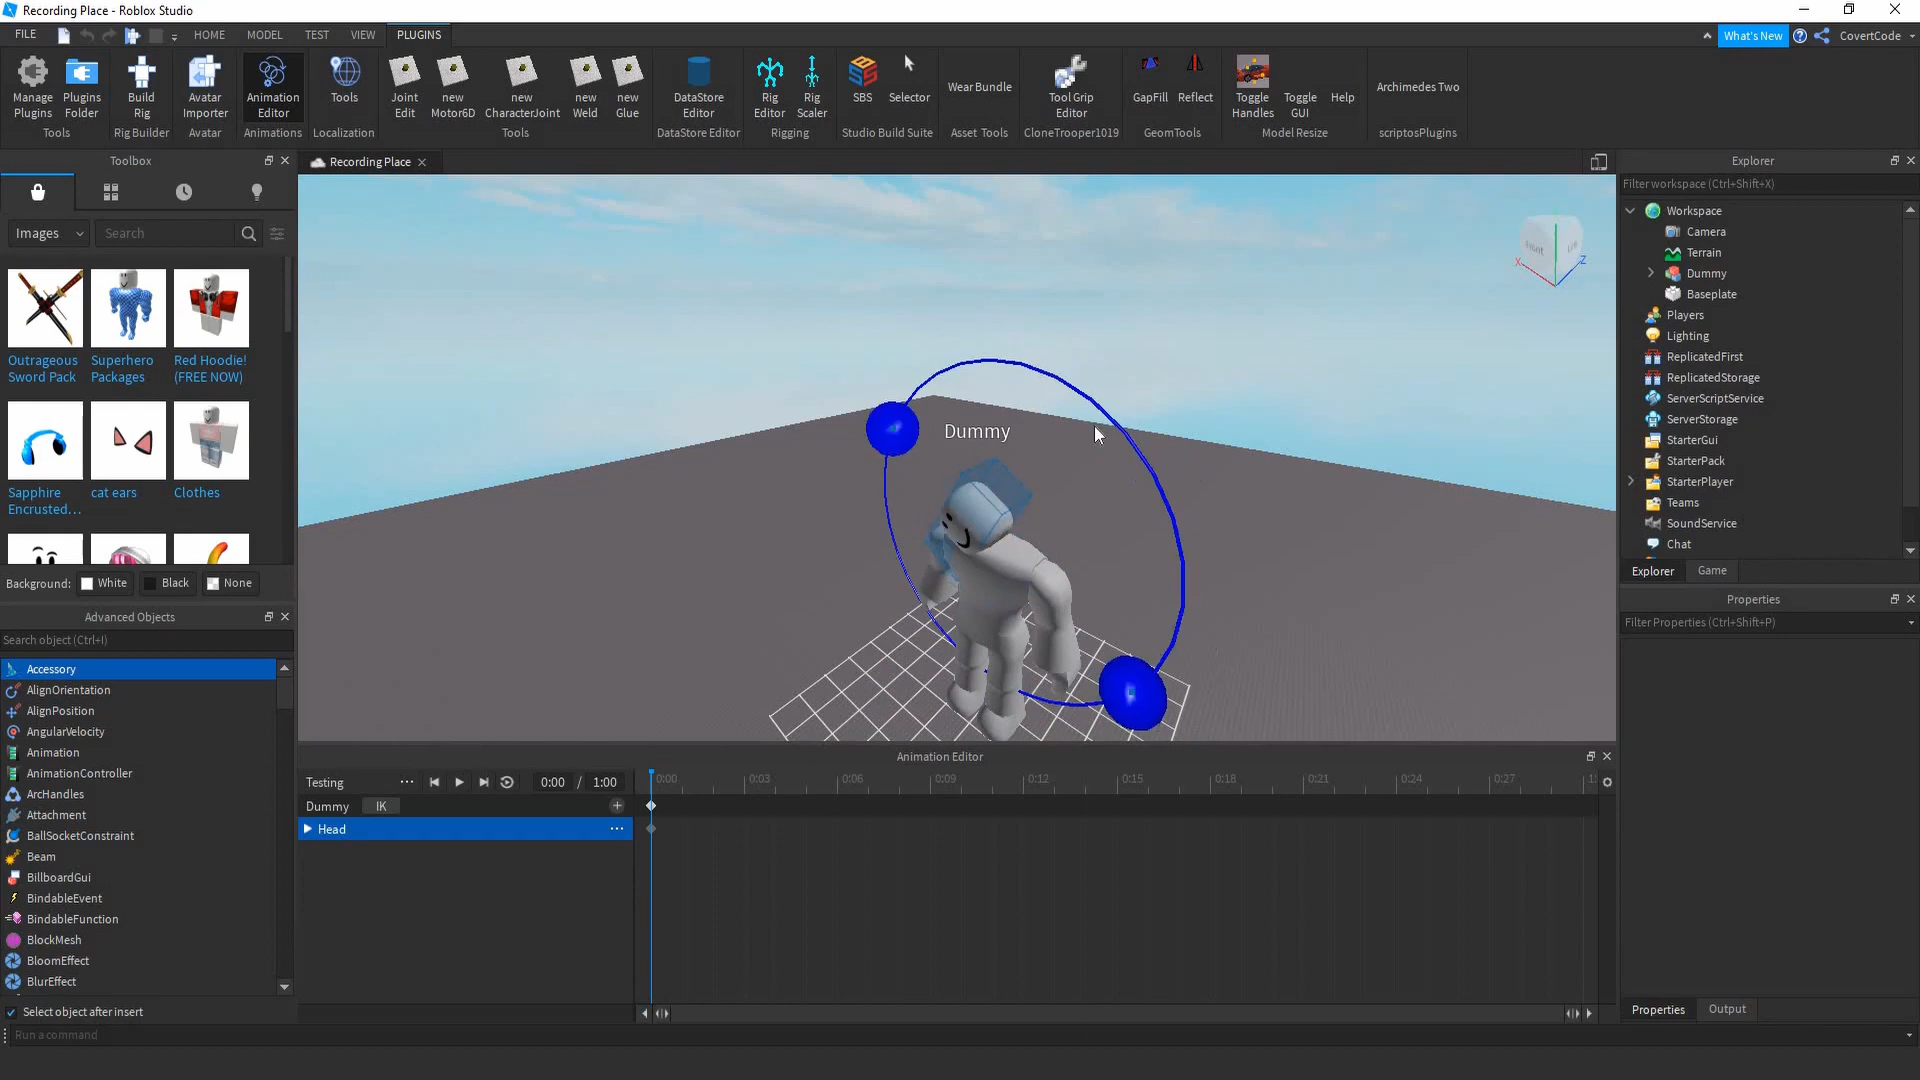 Recording Place - Roblox Studio
FILE
HOME
MODEL
TEST
VIEW
PLUGINS
What's New
CovertCode
Manage
Plugins
Plugins
Folder
Build
Rig
Avatar
Importer
Animation
Editor
Tools
Joint
Edit
new
Motor6D
new
CharacterJoint
new
Weld
new
Glue
DataStore
Editor
Rig
Editor
Rig
Scaler
SBS
Selector
Wear Bundle
Tool Grip
Editor
GapFill
Reflect
Toggle
Handles
Toggle
GUI
Help
Archimedes Two
Tools
Rig Builder
Avatar
Animations
Localization
Tools
DataStore Editor
Rigging
Studio Build Suite
Asset Tools
CloneTrooper1019
GeomTools
Model Resize
scriptosPlugins
Toolbox
Images
Search
Outrageous
Sword Pack
Superhero
Packages
Red Hoodie!
(FREE NOW)
Sapphire
Encrusted...
cat ears
Clothes
Background:
White
Black
None
Advanced Objects
Search object (Ctrl+I)
Accessory
AlignOrientation
AlignPosition
AngularVelocity
Animation
AnimationController
ArcHandles
Attachment
BallSocketConstraint
Beam
BillboardGui
BindableEvent
BindableFunction
BlockMesh
BloomEffect
BlurEffect
Select object after insert
Run a command
Recording Place
X
Z
Dummy
Animation Editor
Testing
0:00 / 1:00
0:00
0:03
0:06
0:09
0:12
0:15
0:18
0:21
0:24
0:27
Dummy
IK
Head
Explorer
Filter workspace (Ctrl+Shift+X)
Workspace
Camera
Terrain
Dummy
Baseplate
Players
Lighting
ReplicatedFirst
ReplicatedStorage
ServerScriptService
ServerStorage
StarterGui
StarterPack
StarterPlayer
Teams
SoundService
Chat
Explorer
Game
Properties
Filter Properties (Ctrl+Shift+P)
Properties
Output